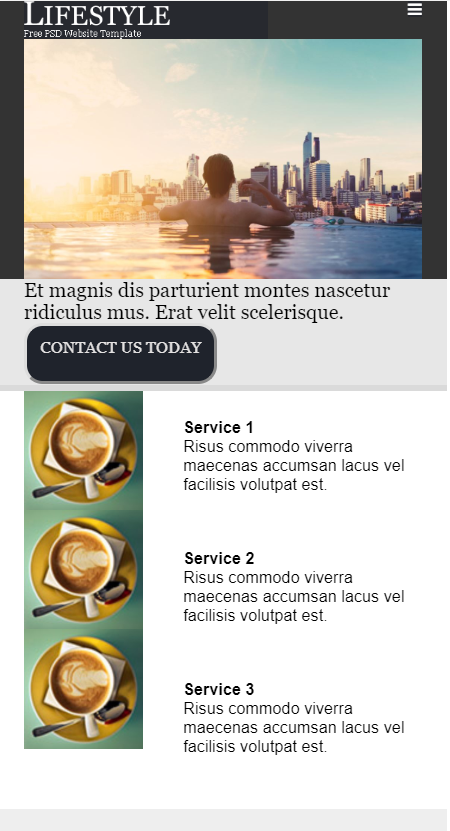 LIFESTYLE
Free PSD Website Template
Et magnis dis parturient montes nascetur
ridiculus mus. Erat velit scelerisque.
CONTACT US TODAY
Service 1
Risus commodo viverra
maecenas accumsan lacus vel
facilisis volutpat est.
Service 2
Risus commodo viverra
maecenas accumsan lacus vel
facilisis volutpat est.
Service 3
Risus commodo viverra
maecenas accumsan lacus vel
facilisis volutpat est.